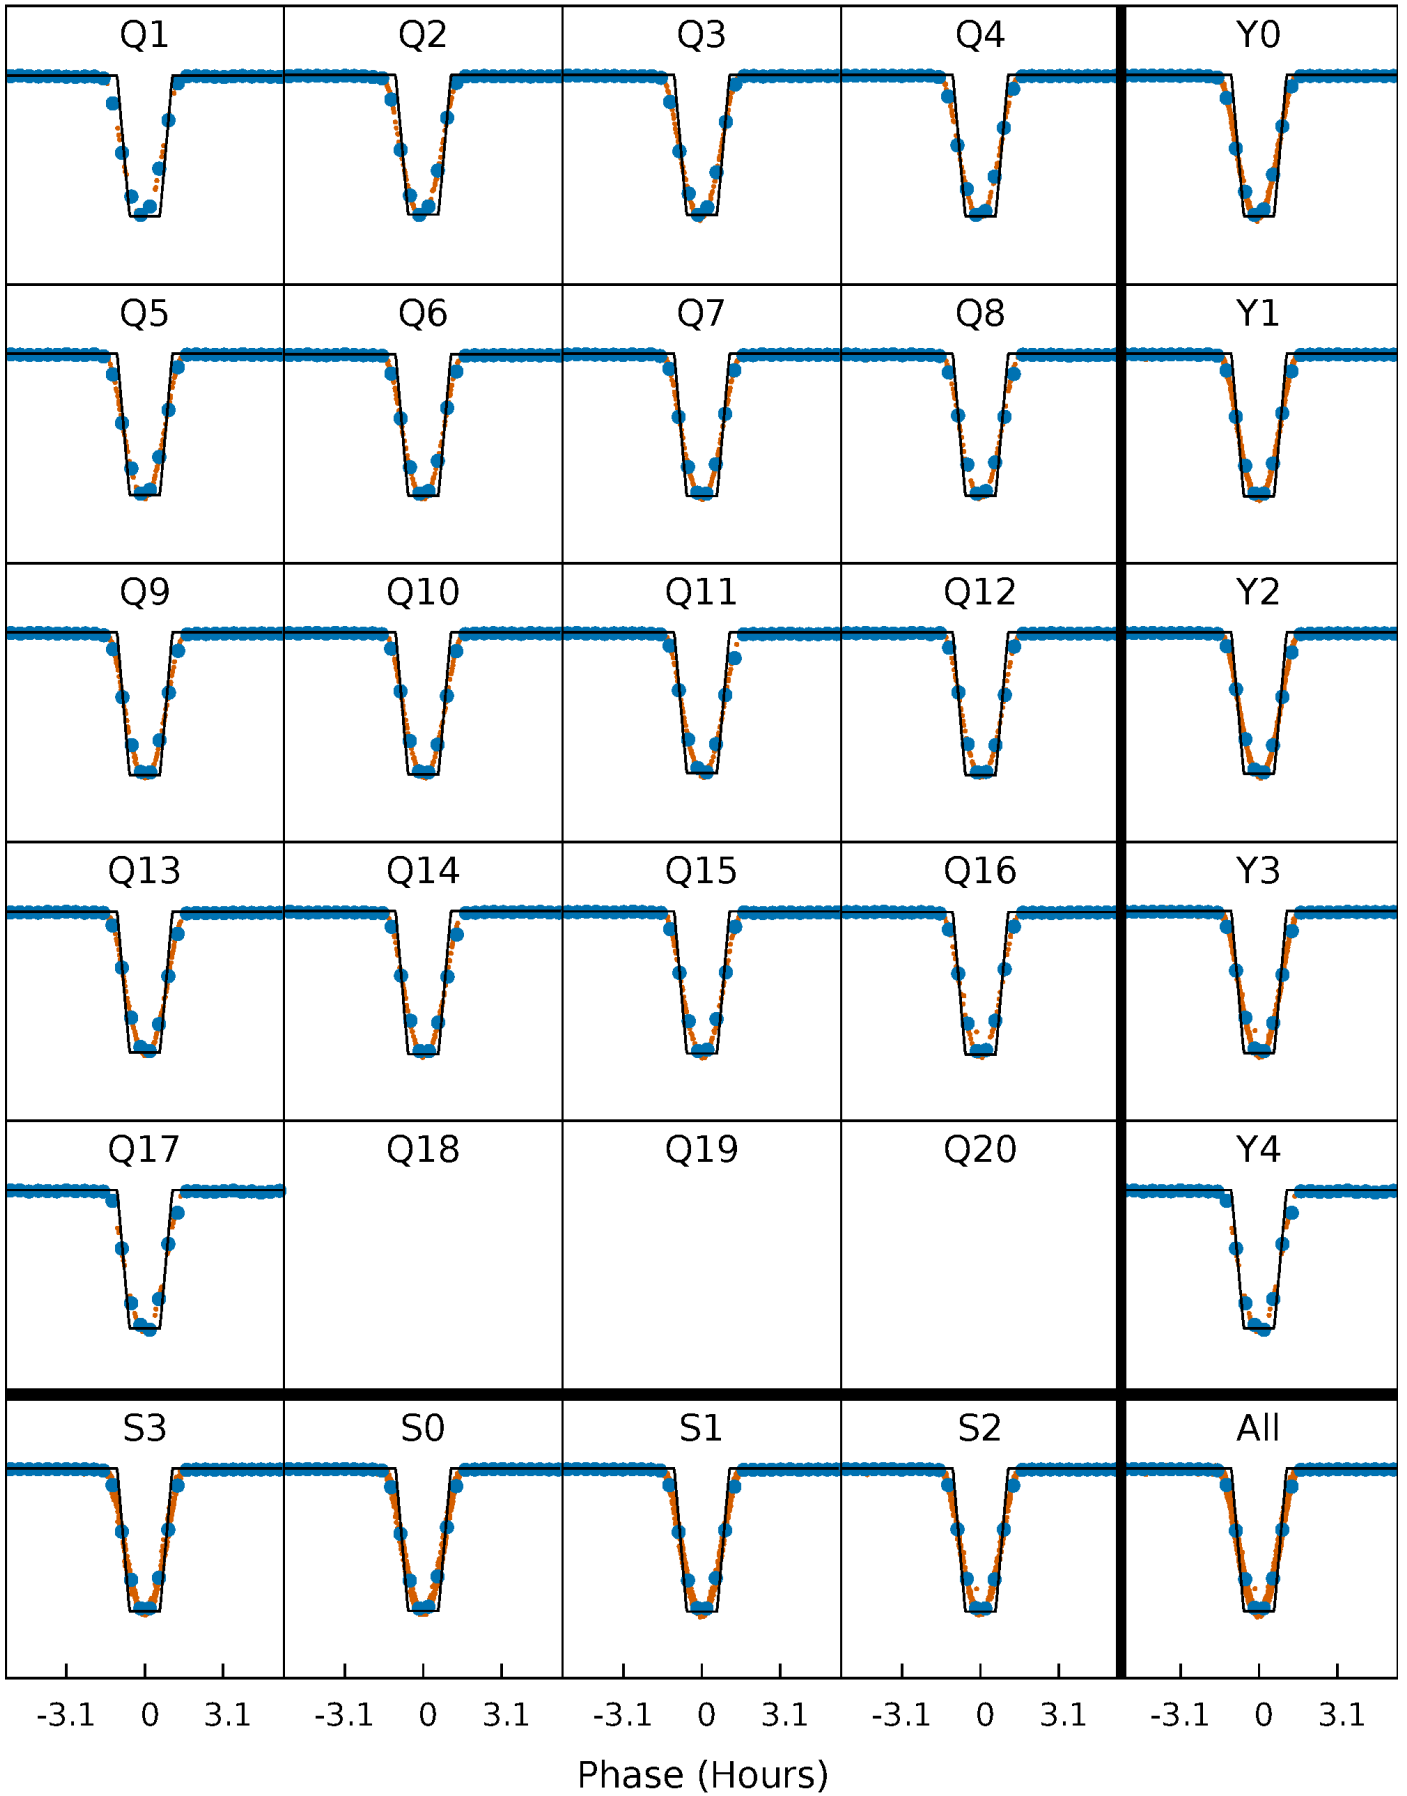 Q1 Q2 Q3 Q4 Y0
Q5 Q6 Q7 Q8 Y1
Q9 Q10 Q11 Q12 Y2
Q13 Q14 Q15 Q16 Y3
Q17 Q18 Q19 Q20 Y4
S3 S0 S1 S2 All
-3.1 0 3.1 -3.1 0 3.1 -3.1 0 3.1 -3.1 0 3.1 -3.1 0 3.1
Phase (Hours)